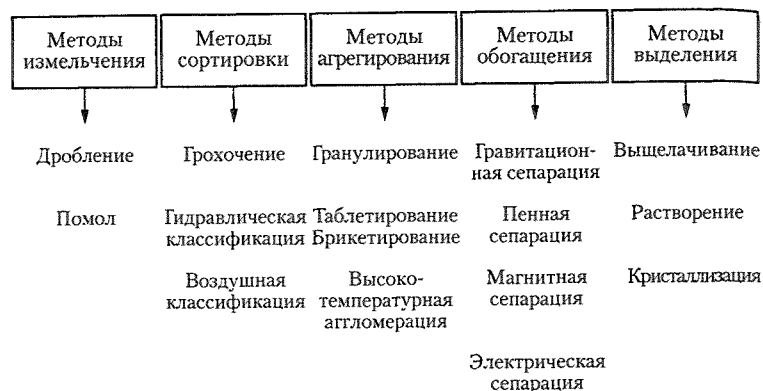 Методы
измельчения
Методы
сортировки
Методы
агрегирования
Методы
обогащения
Методы
выделения
Дробление
Помол
Грохочение
Гидравлическая
классификация
Воздушная
классификация
Гранулирование
Таблетирование
Брикетирование
Высоко-
температурная
аггломерация
Гравитацион-
ная сепарация
Пенная
сепарация
Магнитная
сепарация
Электрическая
сепарация
Выщелачивание
Растворение
Кристаллизация